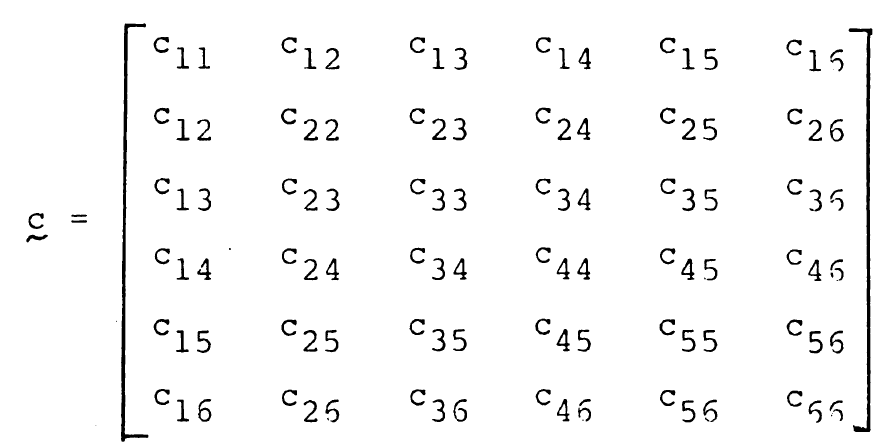 c11 c12 c13 c14 c15 c16
c12 c22 c23 c24 c25 c26
c13 c23 c33 c34 c35 c36
c̰ =
c14 c24 c34 c44 c45 c46
c15 c25 c35 c45 c55 c56
c16 c26 c36 c46 c56 c66